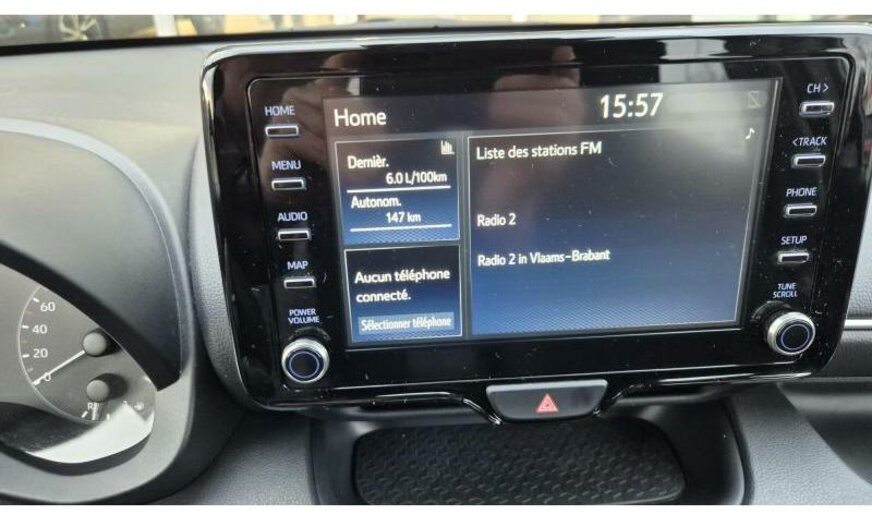 HOME
MENU
AUDIO
MAP
POWER
VOLUME
Home
15:57
Dernièr.
6.0 L/100km
Autonom.
147 km
Aucun téléphone
connecté.
Sélectionner téléphone
Liste des stations FM
Radio 2
Radio 2 in Vlaams-Brabant
CH >
<TRACK
PHONE
SETUP
TUNE
SCROLL
60
40
20
0